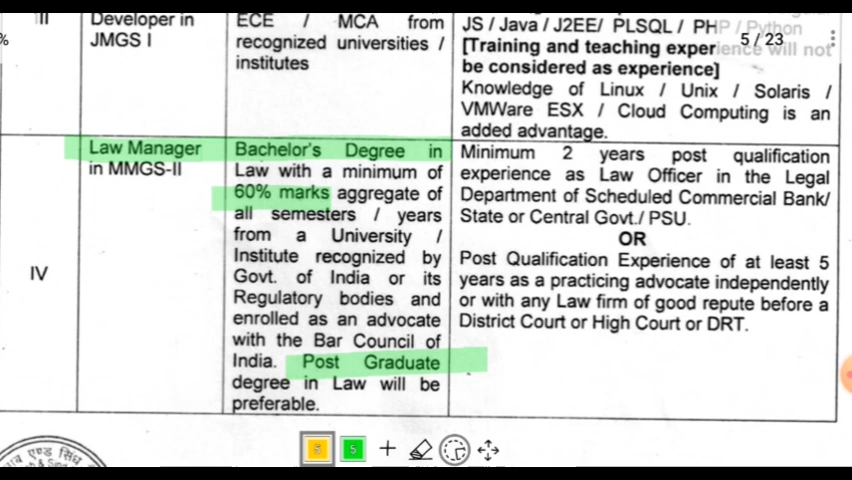 III
Developer in
JMGS I
ECE / MCA from
recognized universities /
institutes
JS / Java / J2EE/ PLSQL / PHP / Python
[Training and teaching experience will not
be considered as experience]
Knowledge of Linux / Unix / Solaris /
VMWare ESX / Cloud Computing is an
added advantage.
5 / 23
%
IV
Law Manager
in MMGS-II
Bachelor's Degree in
Law with a minimum of
60% marks aggregate of
all semesters / years
from a University /
Institute recognized by
Govt. of India or its
Regulatory bodies and
enrolled as an advocate
with the Bar Council of
India. Post Graduate
degree in Law will be
preferable.
Minimum 2 years post qualification
experience as Law Officer in the Legal
Department of Scheduled Commercial Bank/
State or Central Govt./ PSU.
OR
Post Qualification Experience of at least 5
years as a practicing advocate independently
or with any Law firm of good repute before a
District Court or High Court or DRT.
एण्ड सिंध
& Sind
5
5